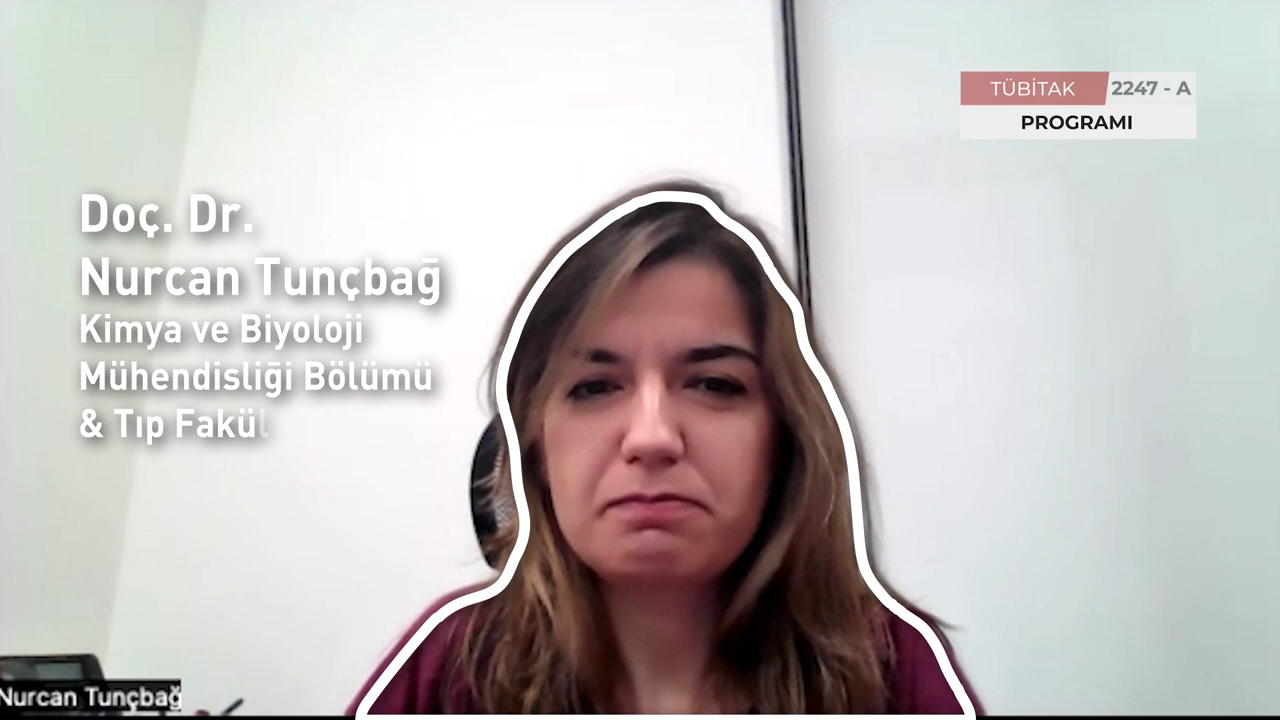 TÜBİTAK 2247 - A
PROGRAMI
Doç. Dr.
Nurcan Tunçbağ
Kimya ve Biyoloji
Mühendisliği Bölümü
& Tıp Fakül
Nurcan Tunçbağ